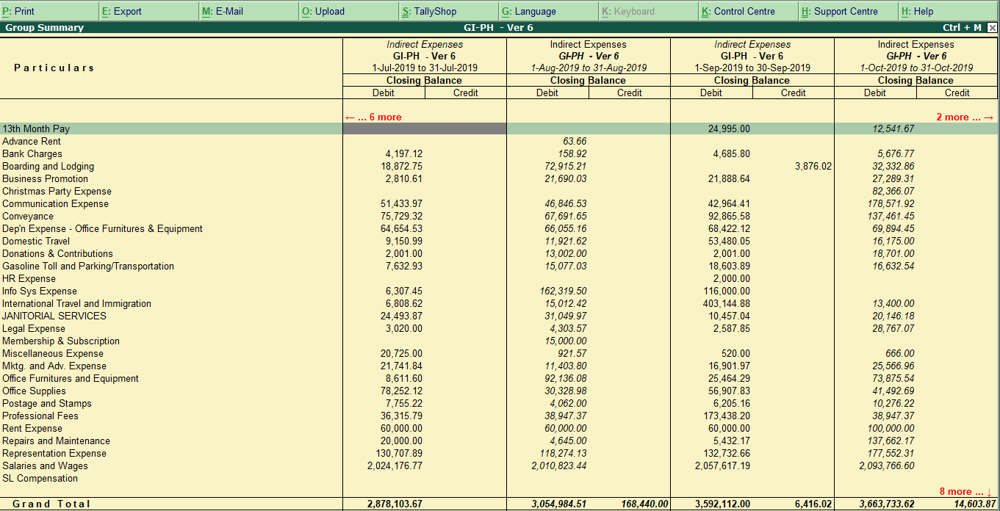 P: Print E: Export M: E-Mail O: Upload S: TallyShop G: Language K: Keyboard K: Control Centre H: Support Centre H: Help
Group Summary GI-PH - Ver 6 Ctrl + M
Indirect Expenses Indirect Expenses Indirect Expenses Indirect Expenses
GI-PH - Ver 6 GI-PH - Ver 6 GI-PH - Ver 6 GI-PH - Ver 6
Particulars 1-Jul-2019 to 31-Jul-2019 1-Aug-2019 to 31-Aug-2019 1-Sep-2019 to 30-Sep-2019 1-Oct-2019 to 31-Oct-2019
Closing Balance Closing Balance Closing Balance Closing Balance
Debit Credit Debit Credit Debit Credit Debit Credit
← ... 6 more 2 more ... →
13th Month Pay 24,995.00 12,541.67
Advance Rent 63.66
Bank Charges 4,197.12 158.92 4,685.80 5,676.77
Boarding and Lodging 18,872.75 72,915.21 3,876.02 32,332.86
Business Promotion 2,810.61 21,690.03 21,888.64 27,289.31
Christmas Party Expense 82,366.07
Communication Expense 51,433.97 46,846.53 42,964.41 178,571.92
Conveyance 75,729.32 67,691.65 92,865.58 137,461.45
Dep'n Expense - Office Furnitures & Equipment 64,654.53 66,055.16 68,422.12 69,894.45
Domestic Travel 9,150.99 11,921.62 53,480.05 16,175.00
Donations & Contributions 2,001.00 13,002.00 2,001.00 18,701.00
Gasoline Toll and Parking/Transportation 7,632.93 15,077.03 18,603.89 16,632.54
HR Expense 2,000.00
Info Sys Expense 6,307.45 162,319.50 116,000.00
International Travel and Immigration 6,808.62 15,012.42 403,144.88 13,400.00
JANITORIAL SERVICES 24,493.87 31,049.97 10,457.04 20,146.18
Legal Expense 3,020.00 4,303.57 2,587.85 28,767.07
Membership & Subscription 15,000.00
Miscellaneous Expense 20,725.00 921.57 520.00 666.00
Mktg. and Adv. Expense 21,741.84 11,403.80 16,901.97 25,566.96
Office Furnitures and Equipment 8,611.60 92,136.08 25,464.29 73,875.54
Office Supplies 78,252.12 30,328.98 56,907.83 41,492.69
Postage and Stamps 7,755.22 4,062.00 6,205.16 10,276.22
Professional Fees 36,315.79 38,947.37 173,438.20 38,947.37
Rent Expense 60,000.00 60,000.00 60,000.00 100,000.00
Repairs and Maintenance 20,000.00 4,645.00 5,432.17 137,662.17
Representation Expense 130,707.89 118,274.13 132,732.66 177,552.31
Salaries and Wages 2,024,176.77 2,010,823.44 2,057,617.19 2,093,766.60
SL Compensation
8 more ... ↓
Grand Total 2,878,103.67 3,054,984.51 168,440.00 3,592,112.00 6,416.02 3,663,733.62 14,603.87